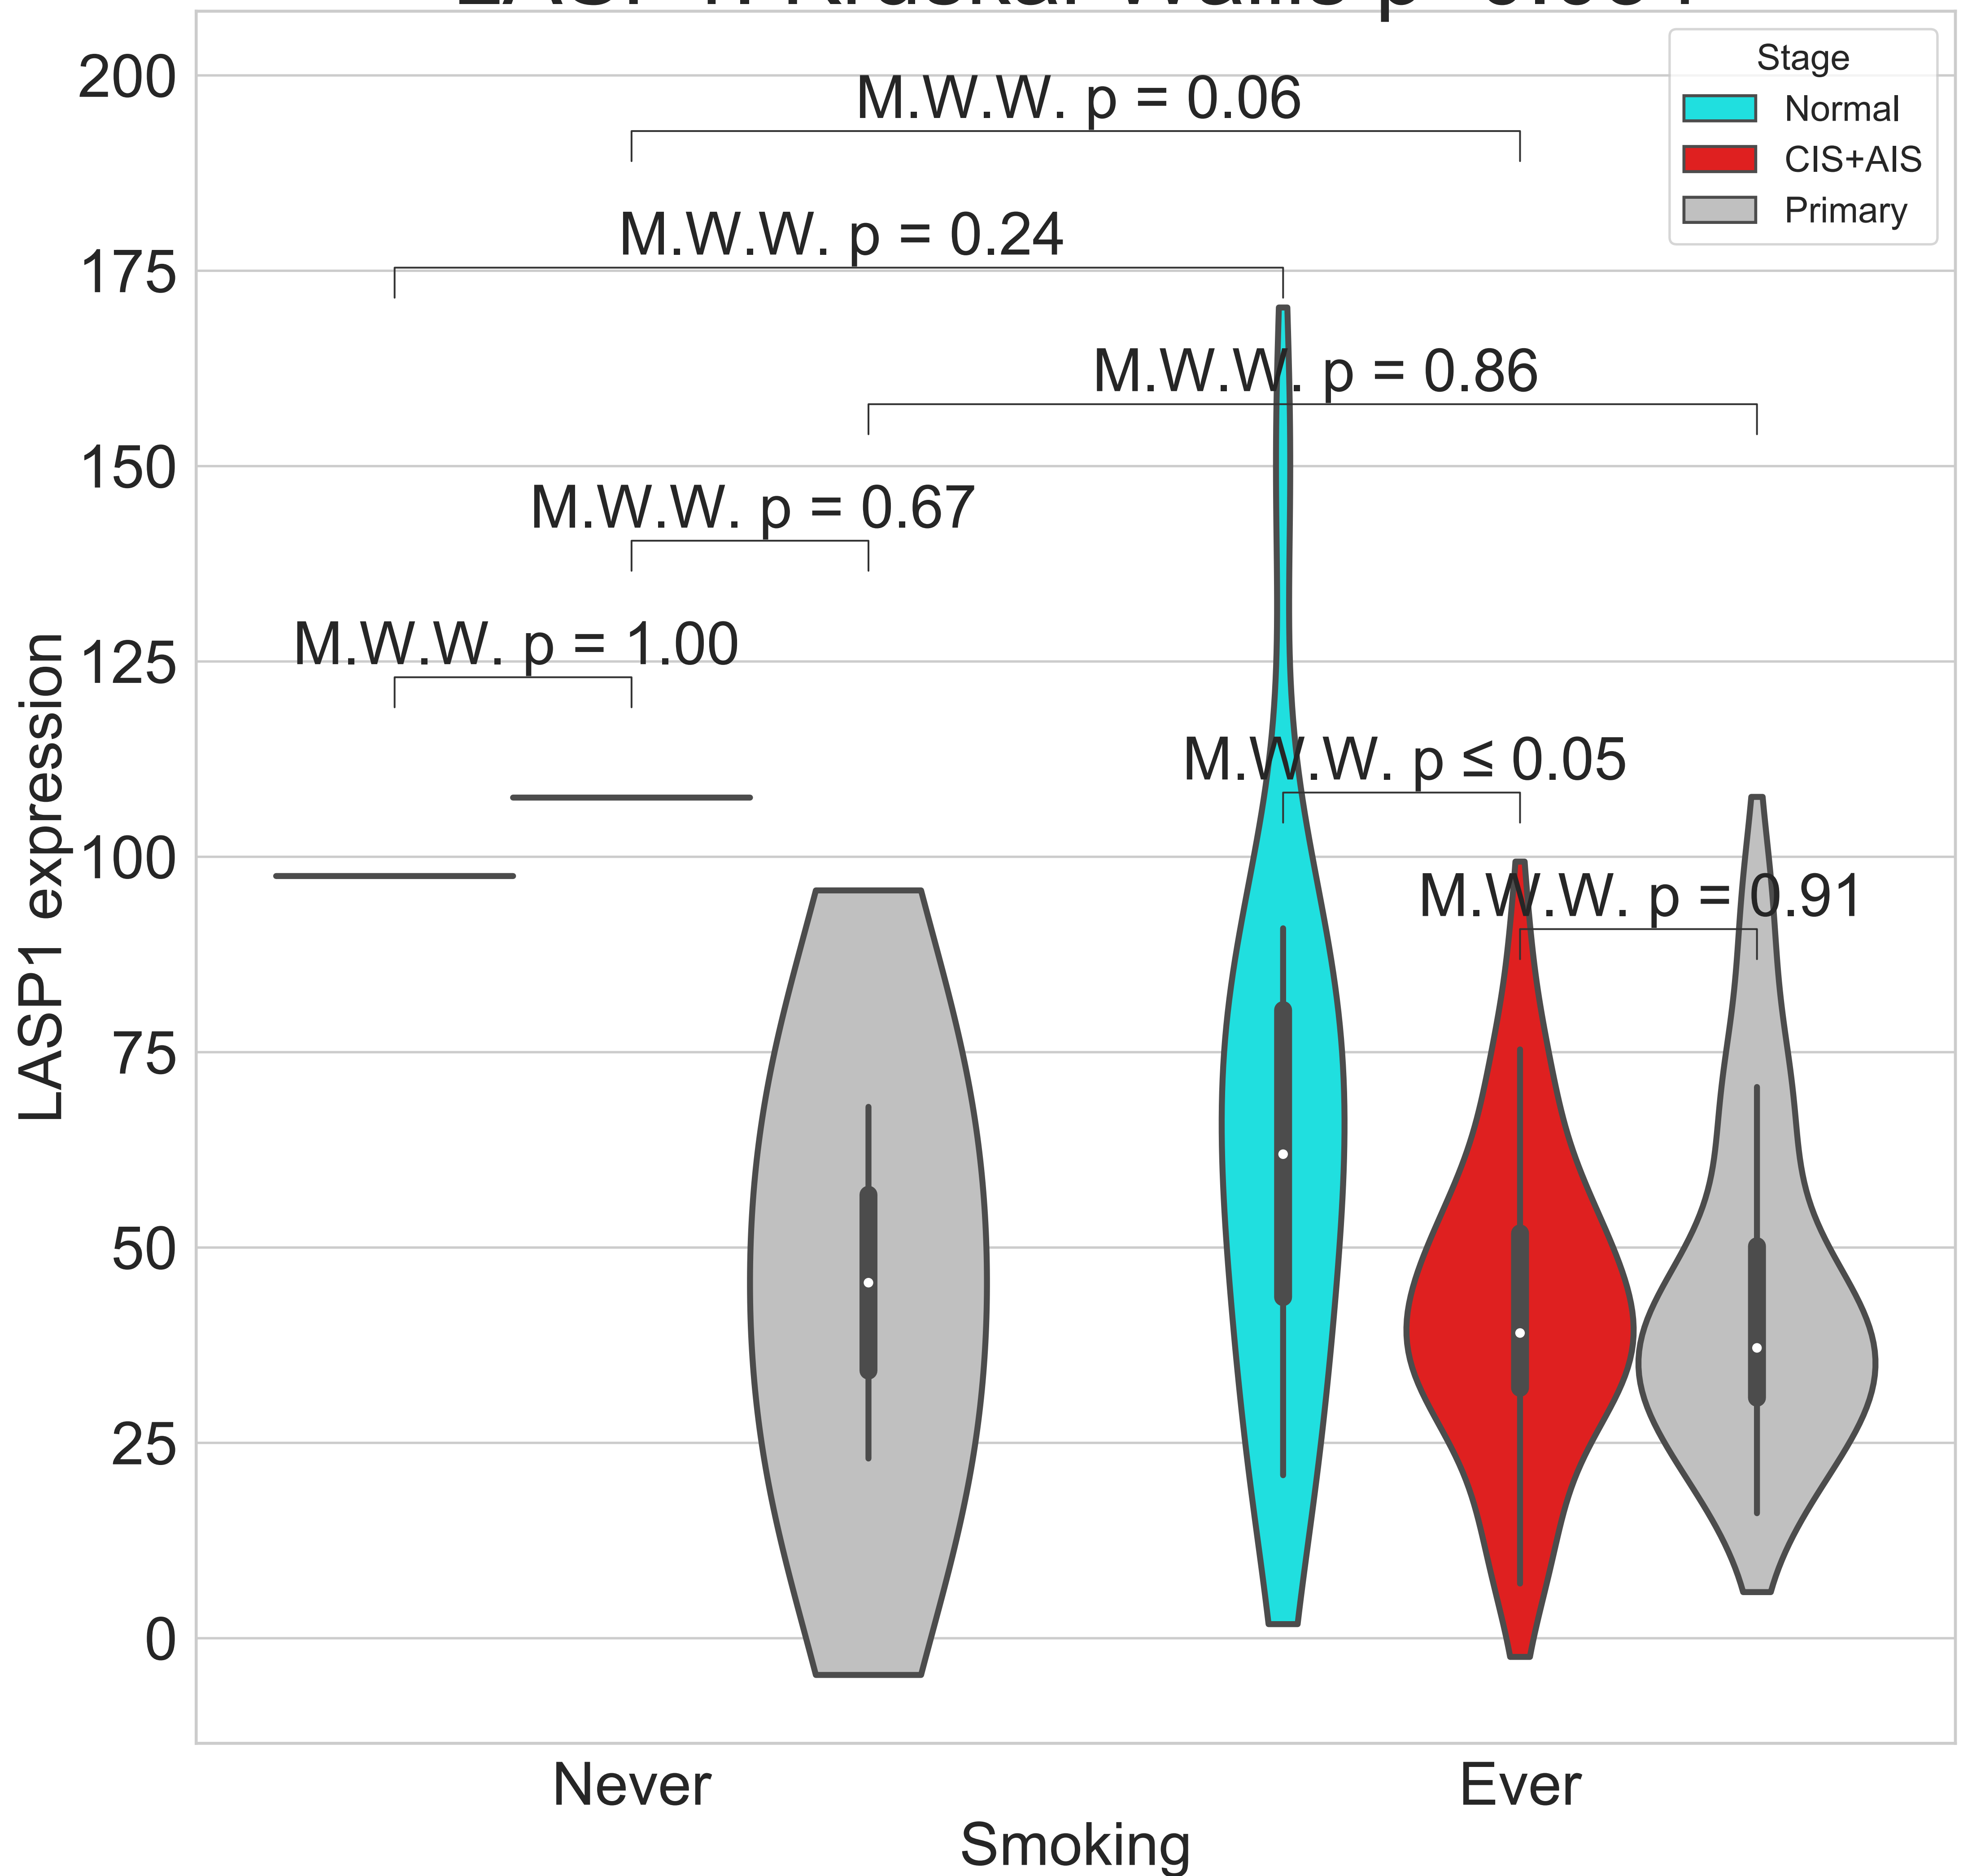 200
175
150
125
100
75
50
25
0
LASP1 expression
M.W.W. p = 0.06
M.W.W. p = 0.24
M.W.W. p = 0.86
M.W.W. p = 0.67
M.W.W. p = 1.00
M.W.W. p ≤ 0.05
M.W.W. p = 0.91
Stage
Normal
CIS+AIS
Primary
Never
Ever
Smoking